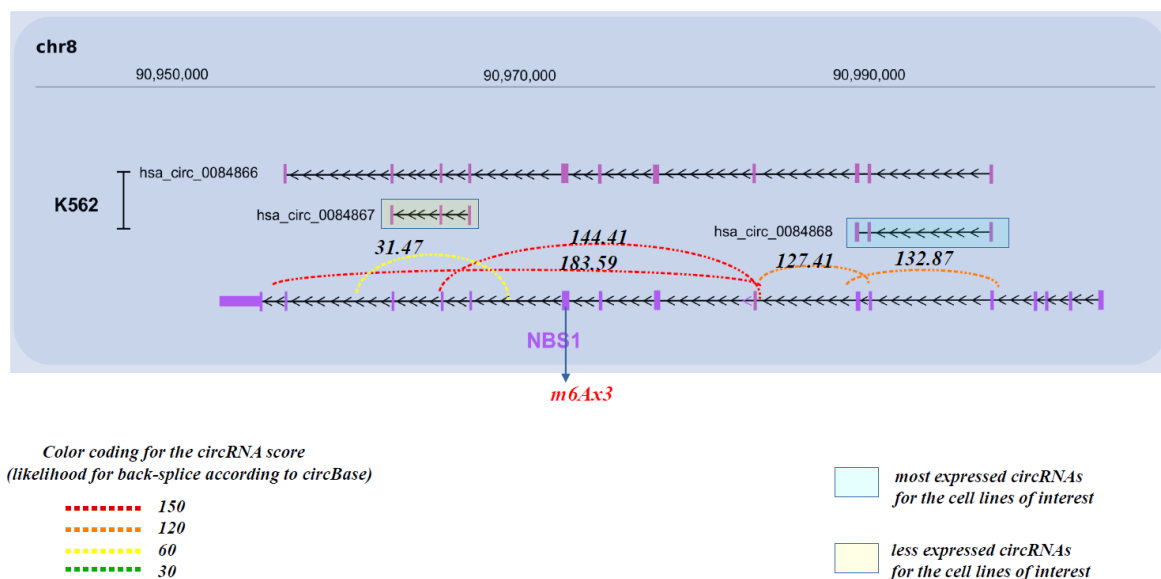 chr8
90,950,000 90,970,000 90,990,000
hsa_circ_0084866
K562
hsa_circ_0084867
hsa_circ_0084868
144.41
31.47
183.59
127.41
132.87
NBS1
m6Ax3
Color coding for the circRNA score
(likelihood for back-splice according to circBase)
150
120
60
30
most expressed circRNAs
for the cell lines of interest
less expressed circRNAs
for the cell lines of interest